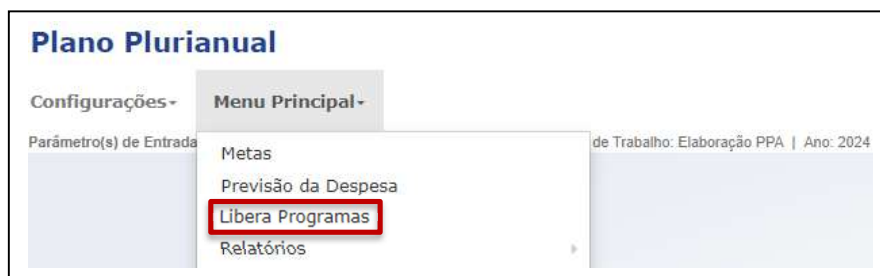 Plano Plurianual
Configurações Menu Principal
Parâmetro(s) de Entrada de Trabalho: Elaboração PPA | Ano: 2024
Metas
Previsão da Despesa
Libera Programas
Relatórios